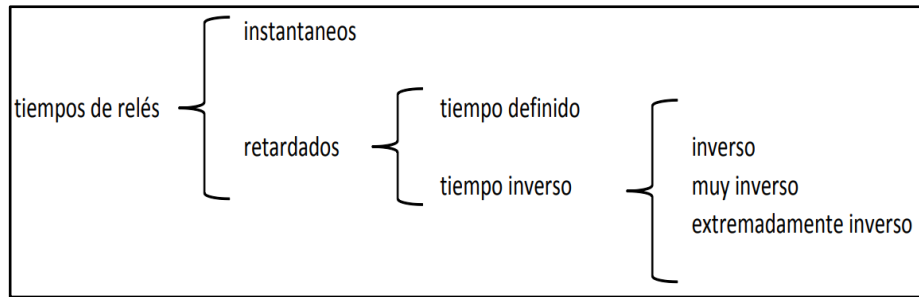 tiempos de relés
instantaneos
retardados
tiempo definido
tiempo inverso
inverso
muy inverso
extremadamente inverso